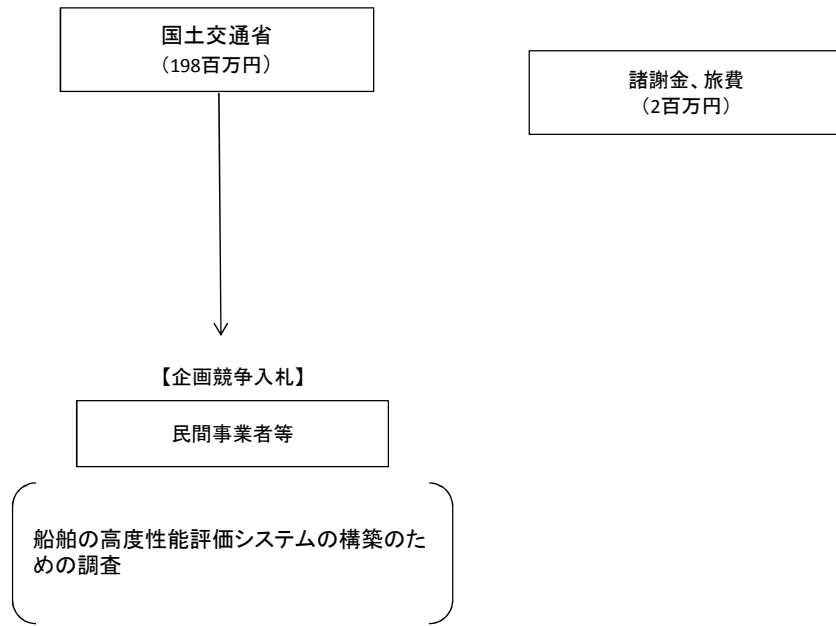 国土交通省
（198百万円）
諸謝金、旅費
（2百万円）
【企画競争入札】
民間事業者等
船舶の高度性能評価システムの構築のた
めの調査